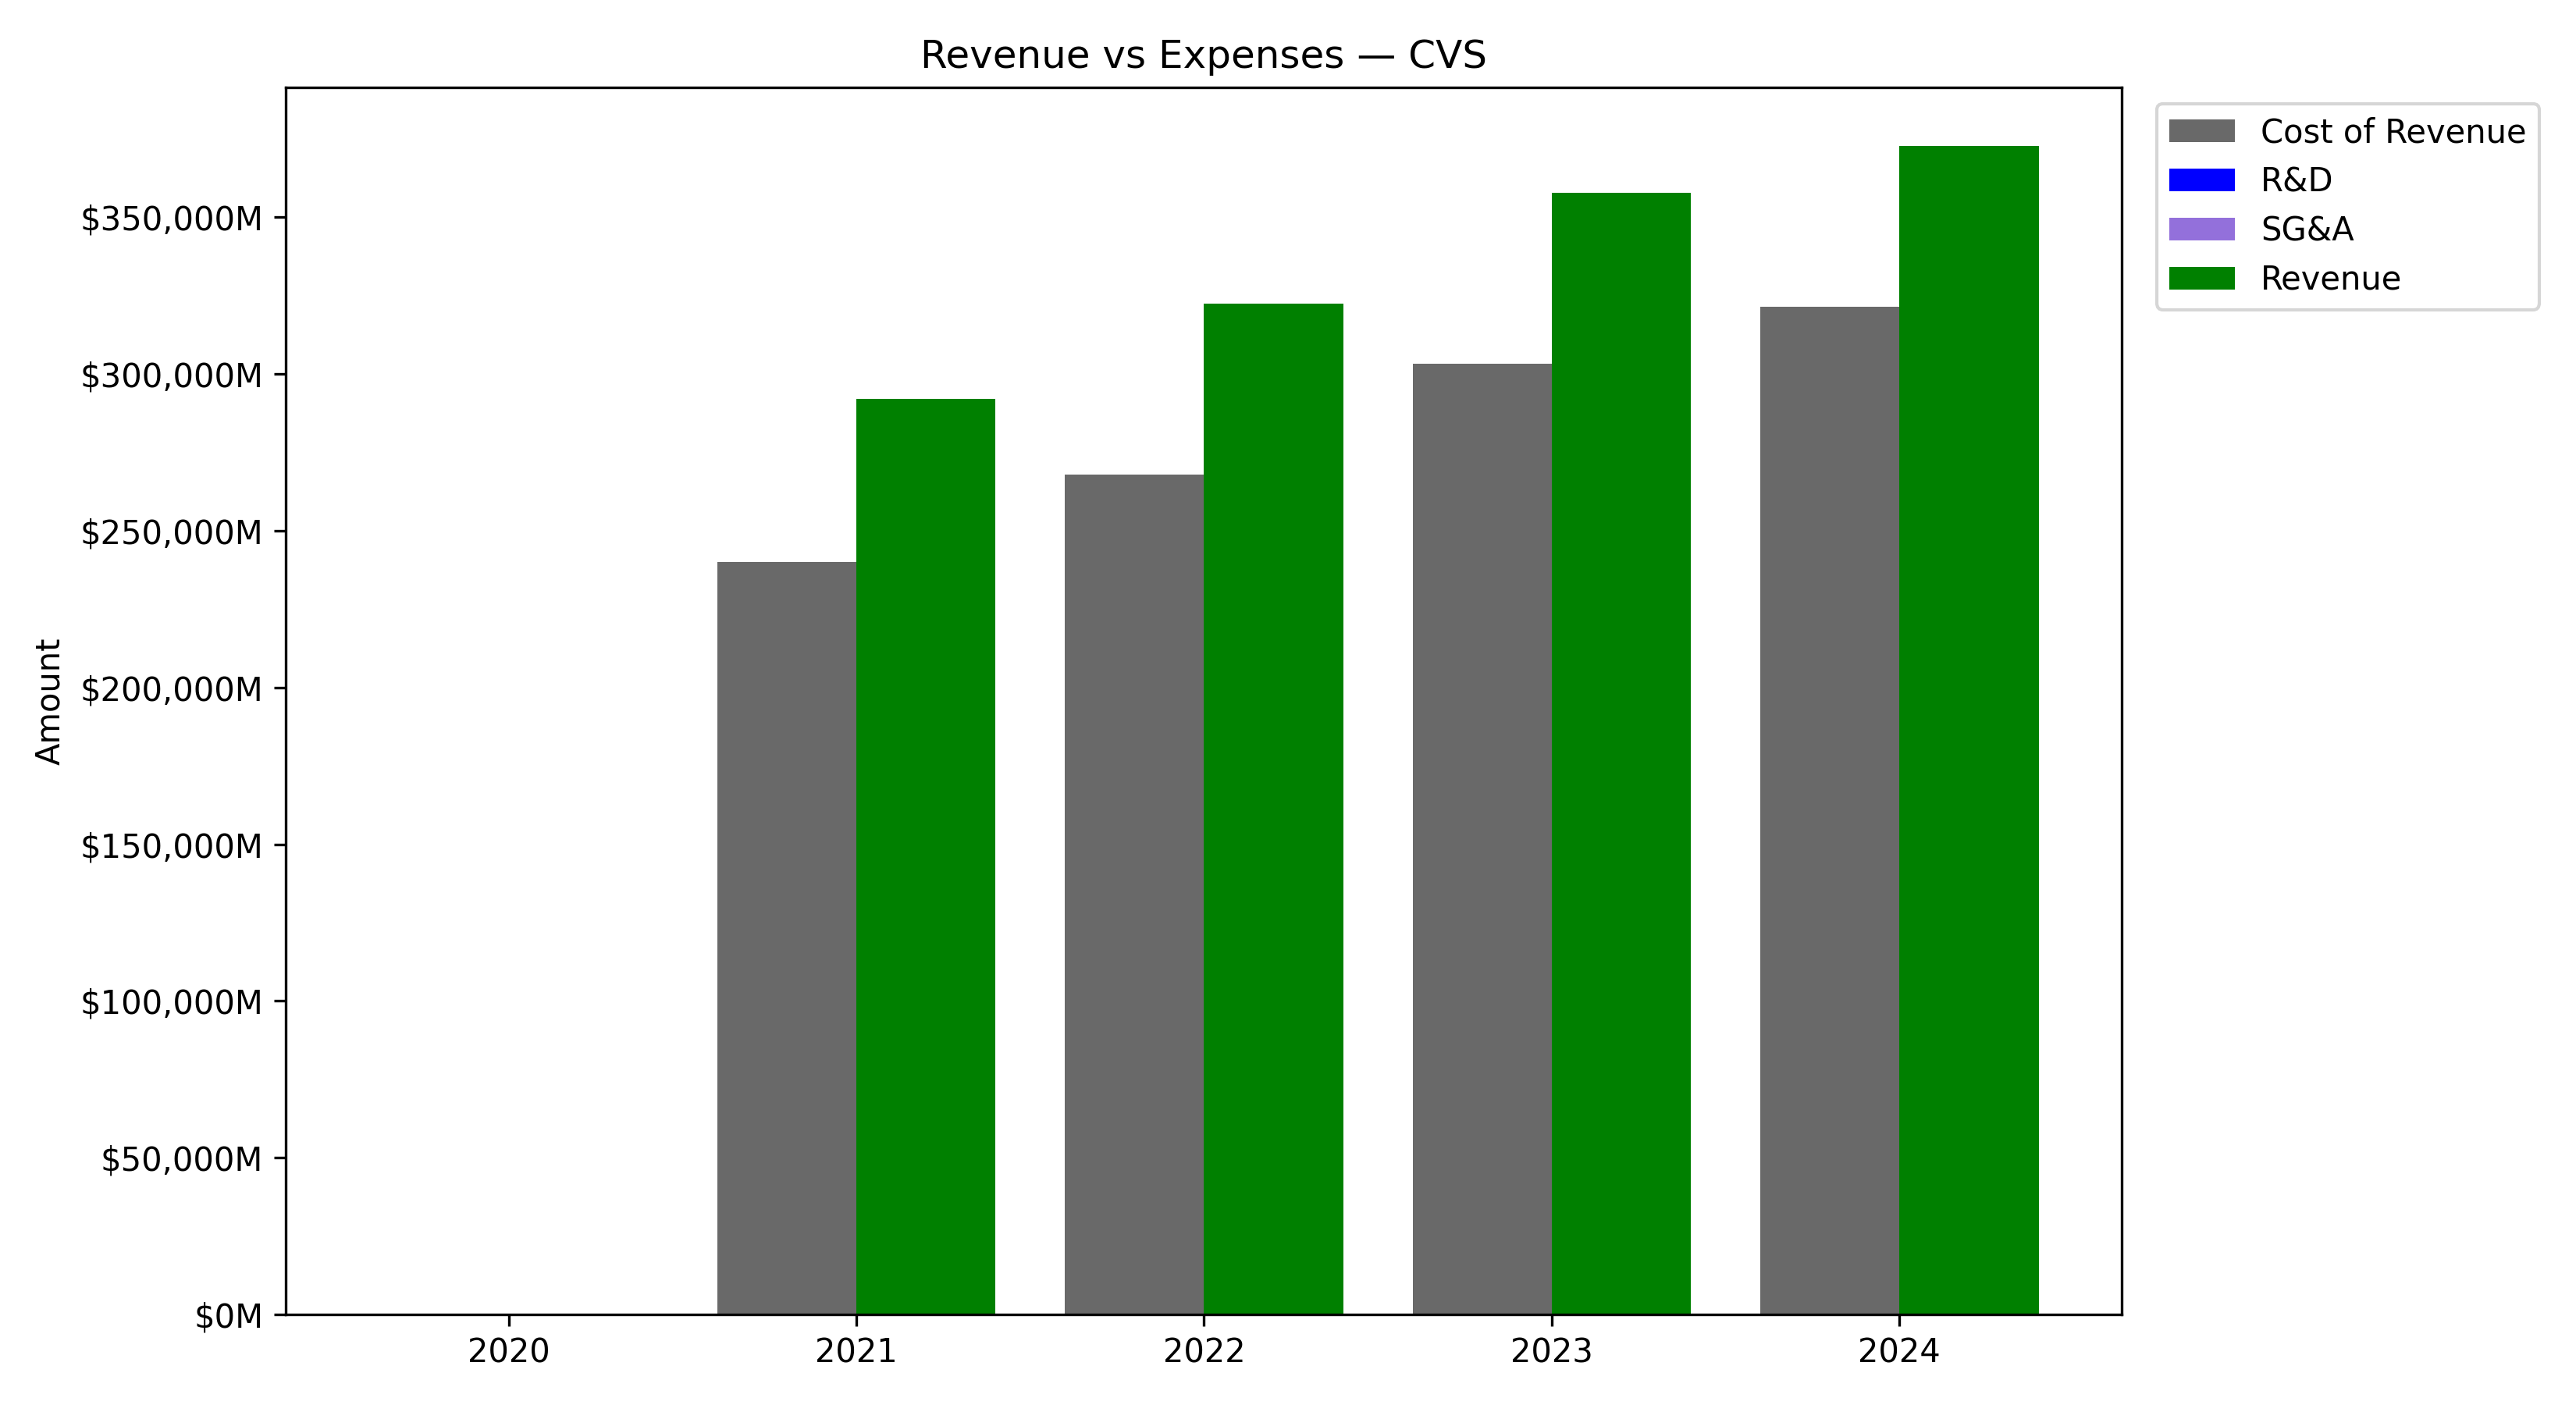 Revenue vs Expenses — CVS
Cost of Revenue
R&D
SG&A
Revenue
Amount
$350,000M
$300,000M
$250,000M
$200,000M
$150,000M
$100,000M
$50,000M
$0M
2020
2021
2022
2023
2024